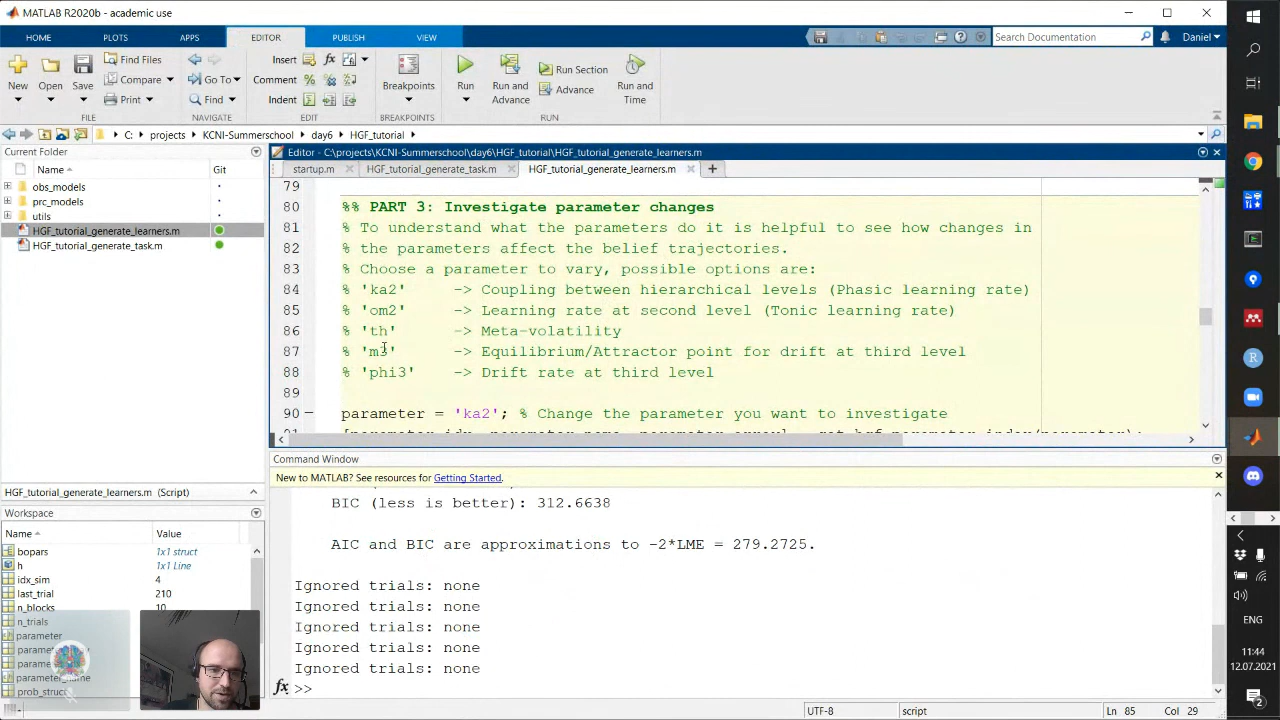 MATLAB R2020b - academic use
HOME PLOTS APPS EDITOR PUBLISH VIEW Search Documentation Daniel
New Open Save Find Files Compare Print
Go To Find
Insert Comment Indent
Breakpoints
Run Run and Advance Run Section Advance Run and Time
FILE NAVIGATE EDIT BREAKPOINTS RUN
C: projects KCNI-Summerschool day6 HGF_tutorial
Current Folder
Name Git
obs_models
prc_models
utils
HGF_tutorial_generate_learners.m
HGF_tutorial_generate_task.m
HGF_tutorial_generate_learners.m (Script)
Workspace
Name Value
bopars 1x1 struct
h 1x1 Line
idx_sim 4
last_trial 210
n_blocks 10
n_trials
parameter
prob_struc
Editor - C:\projects\KCNI-Summerschool\day6\HGF_tutorial\HGF_tutorial_generate_learners.m
startup.m HGF_tutorial_generate_task.m HGF_tutorial_generate_learners.m
79
80 %% PART 3: Investigate parameter changes
81 % To understand what the parameters do it is helpful to see how changes in
82 % the parameters affect the belief trajectories.
83 % Choose a parameter to vary, possible options are:
84 % 'ka2' -> Coupling between hierarchical levels (Phasic learning rate)
85 % 'om2' -> Learning rate at second level (Tonic learning rate)
86 % 'th' -> Meta-volatility
87 % 'm3' -> Equilibrium/Attractor point for drift at third level
88 % 'phi3' -> Drift rate at third level
89
90 parameter = 'ka2'; % Change the parameter you want to investigate
Command Window
New to MATLAB? See resources for Getting Started.
BIC (less is better): 312.6638
AIC and BIC are approximations to -2*LME = 279.2725.
Ignored trials: none
Ignored trials: none
Ignored trials: none
Ignored trials: none
Ignored trials: none
fx >>
UTF-8 script Ln 85 Col 29
ENG
11:44
12.07.2021
2